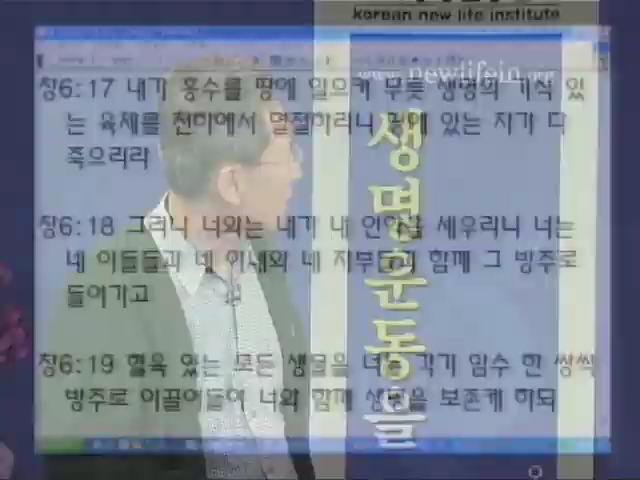 korean new life institute
www.newlifein.org
창6:17 내가 홍수를 땅에 일으켜 무릇 생명의 기식 있
는 육체를 천하에서 멸절하리니 땅에 있는 자가 다
죽으리라
창6:18 그러나 너와는 내가 내 언약을 세우리니 너는
네 아들들과 네 아내와 네 자부들과 함께 그 방주로
들어가고
창6:19 혈육 있는 모든 생물을 너는 각기 암수 한 쌍씩
방주로 이끌어들여 너와 함께 생명을 보존케 하되
생명운동을